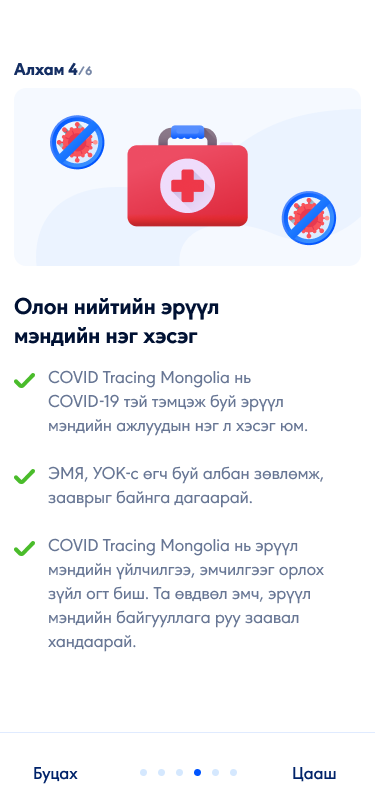 Алхам 4/6
Олон нийтийн эрүүл
мэндийн нэг хэсэг
COVID Tracing Mongolia нь
COVID-19 тэй тэмцэж буй эрүүл
мэндийн ажлуудын нэг л хэсэг юм.
ЭМЯ, УОК-с өгч буй албан зөвлөмж,
зааврыг байнга дагаарай.
COVID Tracing Mongolia нь эрүүл
мэндийн үйлчилгээ, эмчилгээг орлох
зүйл огт биш. Та өвдвөл эмч, эрүүл
мэндийн байгууллага руу заавал
хандаарай.
Буцах
Цааш